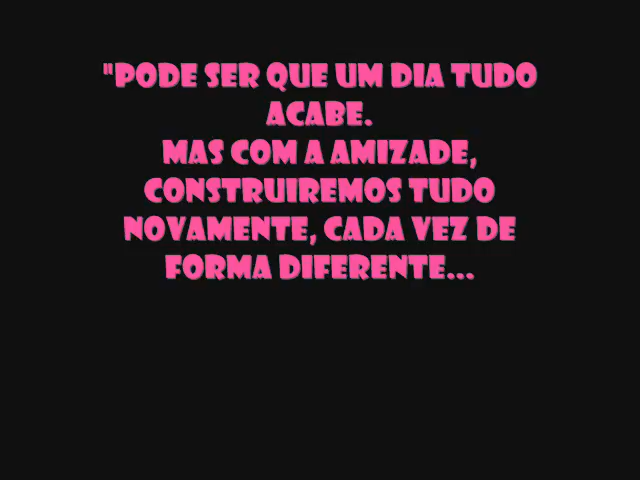 "PODE SER QUE UM DIA TUDO
ACABE.
MAS COM A AMIZADE,
CONSTRUIREMOS TUDO
NOVAMENTE, CADA VEZ DE
FORMA DIFERENTE...